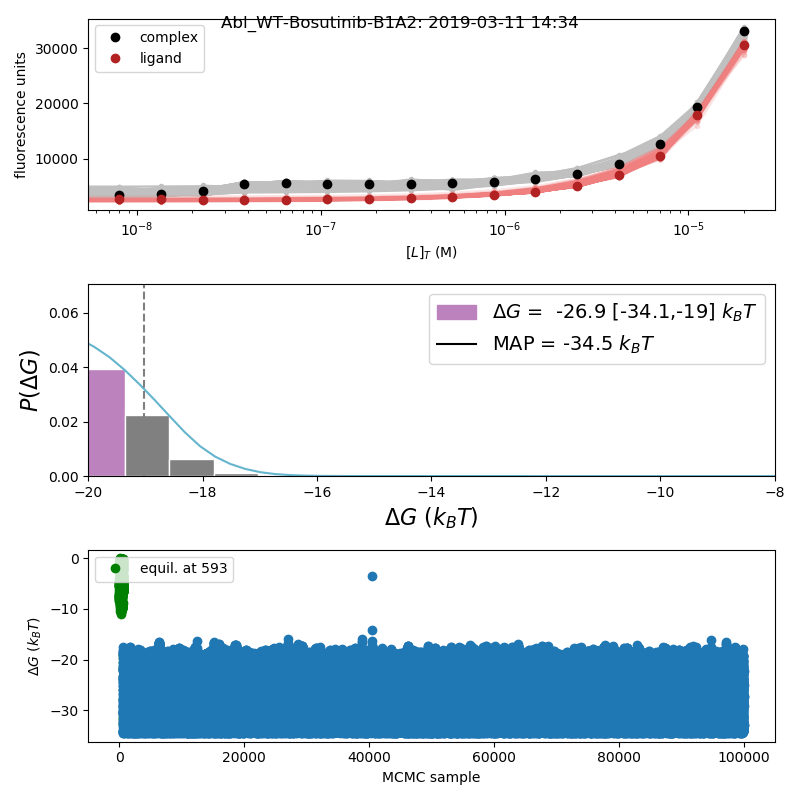 Abl_WT-Bosutinib-B1A2: 2019-03-11 14:34
complex
ligand
fluorescence units
30000
20000
10000
10⁻⁸
10⁻⁷
10⁻⁶
10⁻⁵
[L]_T (M)
ΔG = -26.9 [-34.1,-19] k_BT
MAP = -34.5 k_BT
P(ΔG)
0.06
0.04
0.02
0.00
−20
−18
−16
−14
−12
−10
−8
ΔG (k_BT)
equil. at 593
ΔG (k_BT)
0
−10
−20
−30
0
20000
40000
60000
80000
100000
MCMC sample